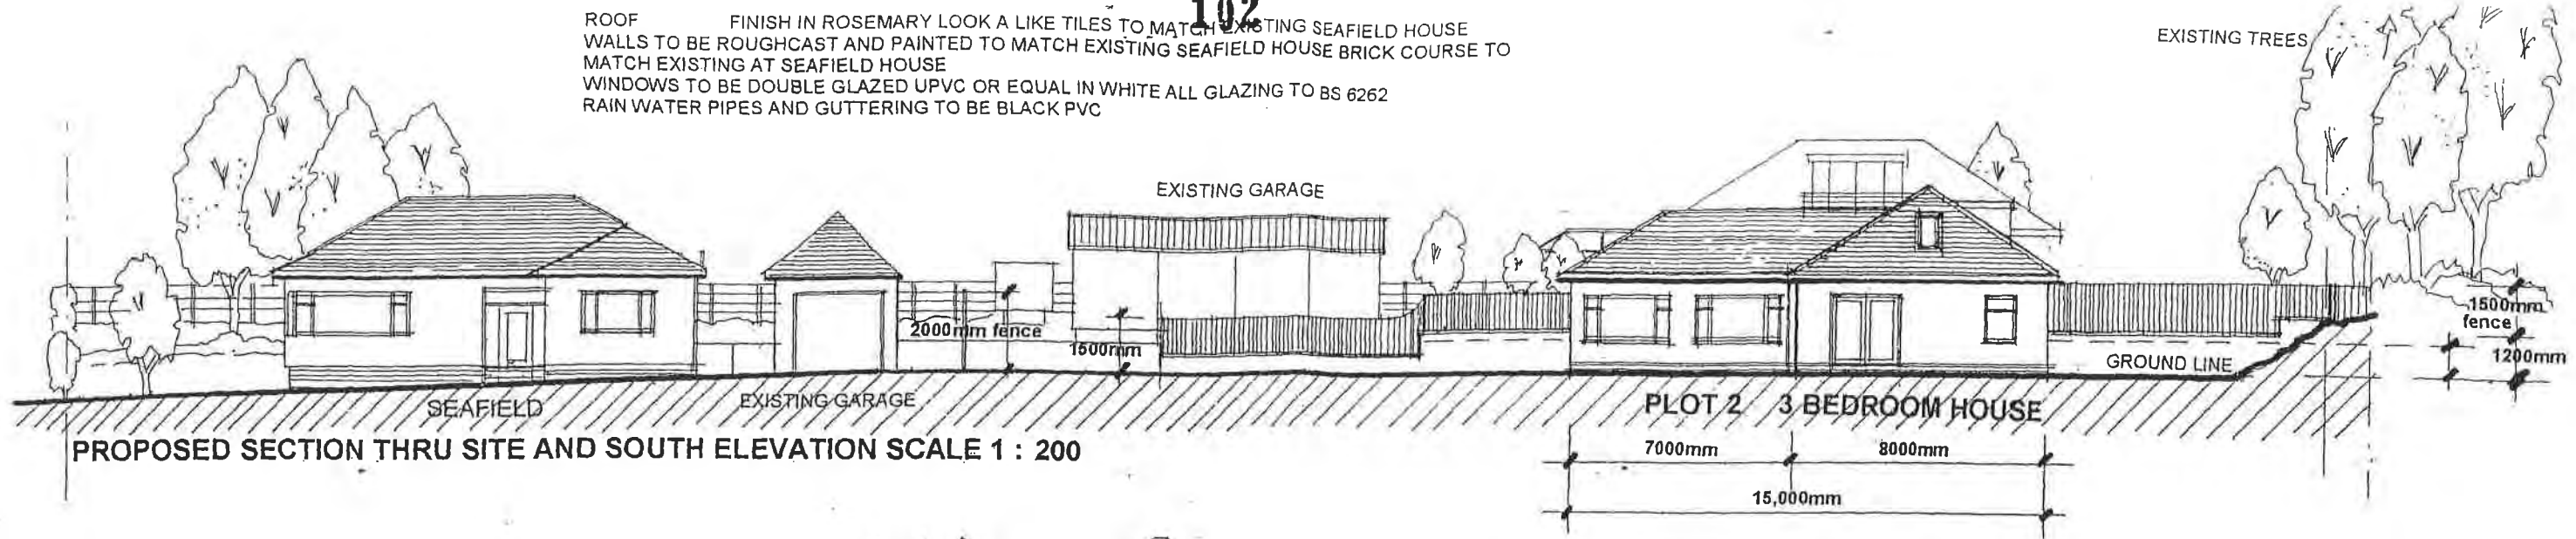 102
ROOF FINISH IN ROSEMARY LOOK A LIKE TILES TO MATCH EXISTING SEAFIELD HOUSE
WALLS TO BE ROUGHCAST AND PAINTED TO MATCH EXISTING SEAFIELD HOUSE BRICK COURSE TO
MATCH EXISTING AT SEAFIELD HOUSE
WINDOWS TO BE DOUBLE GLAZED UPVC OR EQUAL IN WHITE ALL GLAZING TO BS 6262
RAIN WATER PIPES AND GUTTERING TO BE BLACK PVC
EXISTING TREES
EXISTING GARAGE
2000mm fence
1500mm
1500mm
fence
1200mm
GROUND LINE
SEAFIELD
EXISTING GARAGE
PLOT 2 3 BEDROOM HOUSE
PROPOSED SECTION THRU SITE AND SOUTH ELEVATION SCALE 1 : 200
7000mm
8000mm
15,000mm